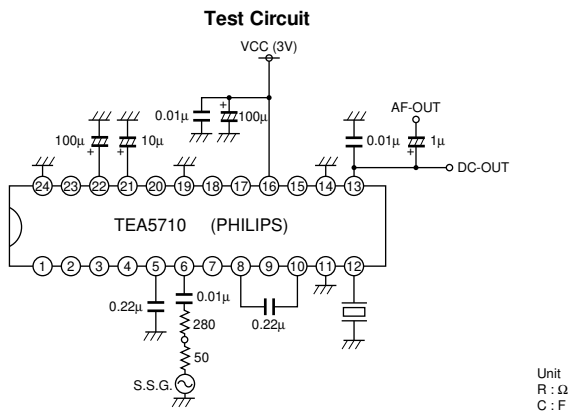 Test Circuit
VCC (3V)
0.01μ
100μ
AF-OUT
100μ
10μ
0.01μ
1μ
DC-OUT
24 23 22 21 20 19 18 17 16 15 14 13
TEA5710 (PHILIPS)
1 2 3 4 5 6 7 8 9 10 11 12
0.22μ
0.01μ
280
0.22μ
50
S.S.G.
Unit
R : Ω
C : F